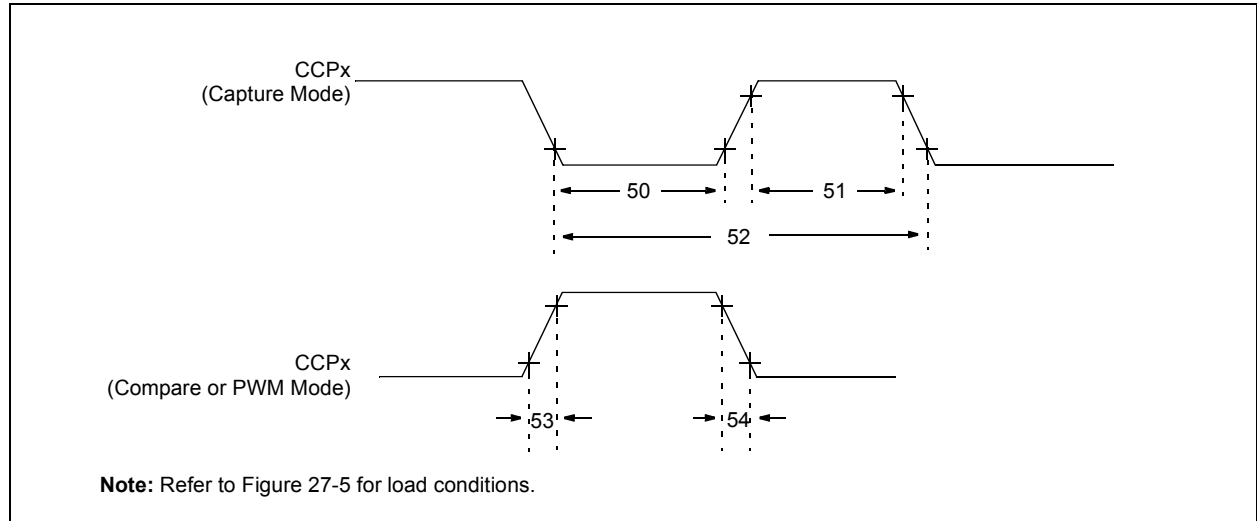 CCPx
(Capture Mode)
50
51
52
CCPx
(Compare or PWM Mode)
53
54
Note: Refer to Figure 27-5 for load conditions.